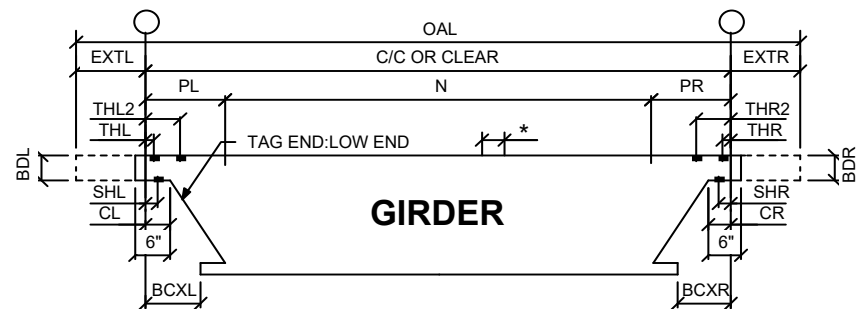 OAL
EXTL C/C OR CLEAR EXTR
PL N PR
THL2 THR2
THL TAG END:LOW END * THR
BDL BDR
SHL SHR
GIRDER
CL CR
6" 6"
BCXL BCXR